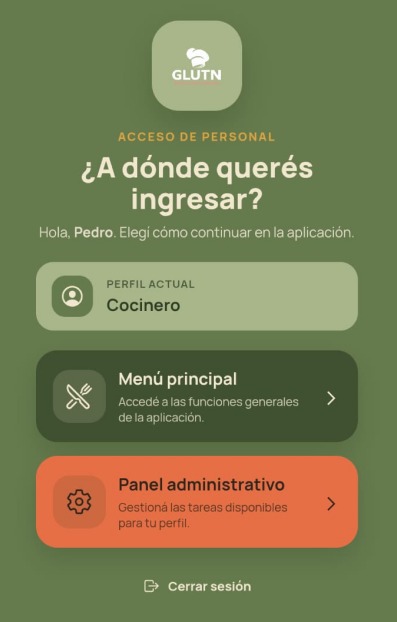 GLUTN
ACCESO DE PERSONAL
¿A dónde querés
ingresar?
Hola, Pedro. Elegí cómo continuar en la aplicación.
PERFIL ACTUAL
Cocinero
Menú principal
Accedé a las funciones generales
de la aplicación.
Panel administrativo
Gestioná las tareas disponibles
para tu perfil.
Cerrar sesión